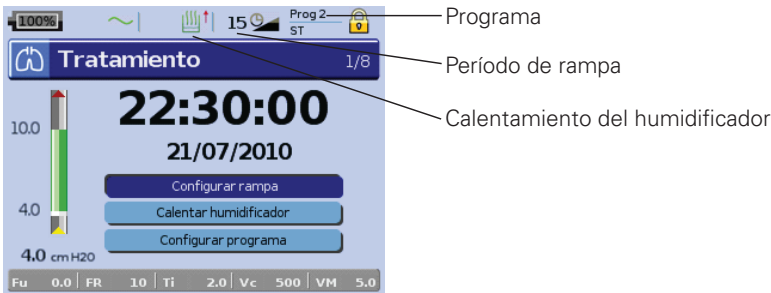 100% 15 Prog 2 Programa
ST
Tratamiento 1/8 Período de rampa
22:30:00
Calentamiento del humidificador
10.0
21/07/2010
Configurar rampa
4.0 Calentar humidificador
Configurar programa
4.0 cmH20
Fu 0.0 FR 10 Ti 2.0 Vc 500 VM 5.0